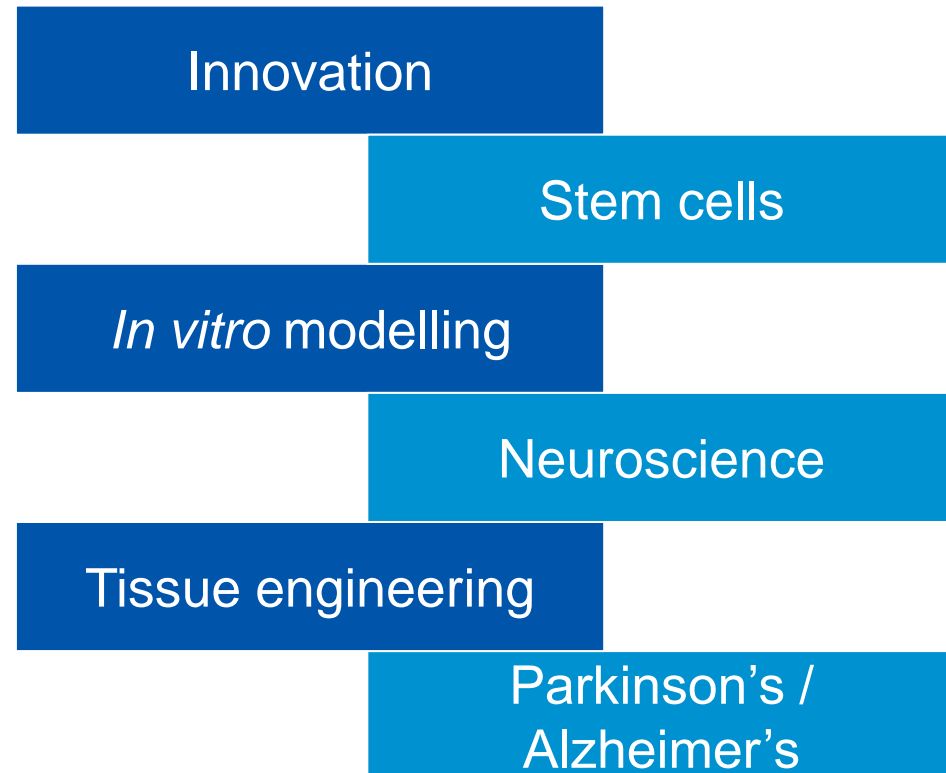 Innovation
Stem cells
In vitro modelling
Neuroscience
Tissue engineering
Parkinson’s /
Alzheimer’s